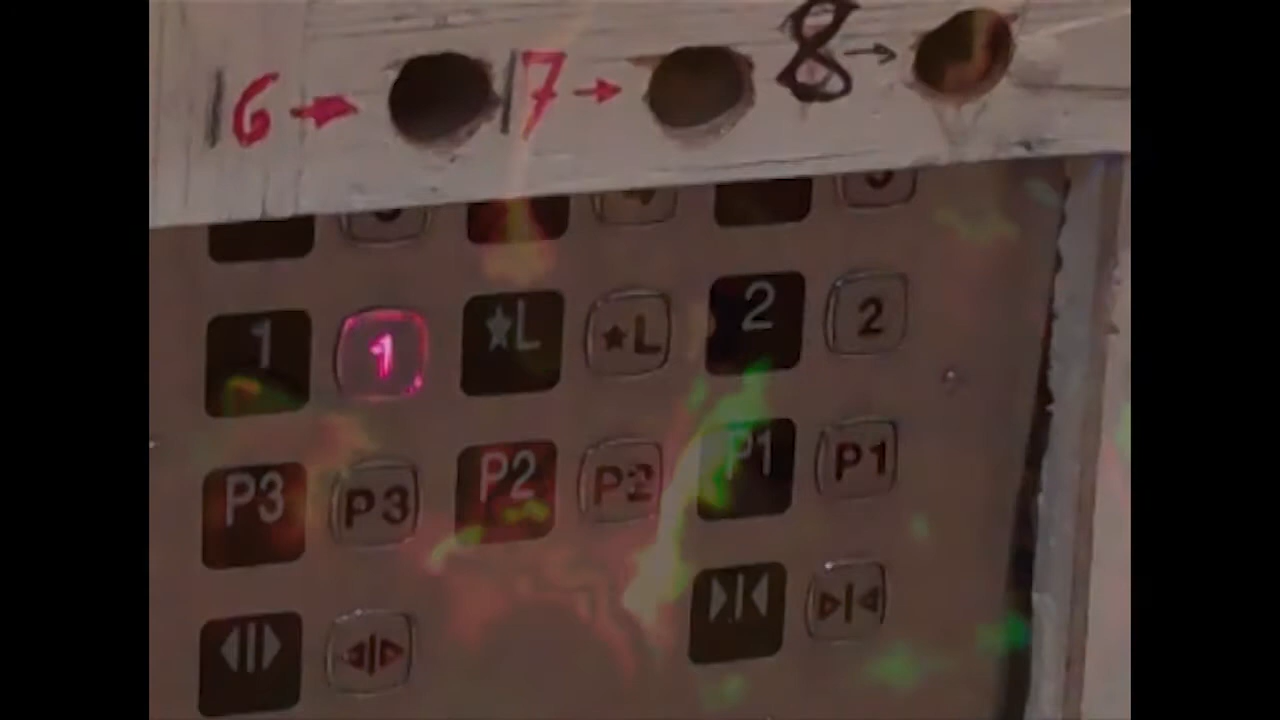 16 → 17 → 8 →
1 1 ★L ★L 2 2
P3 P3 P2 P2 P1 P1